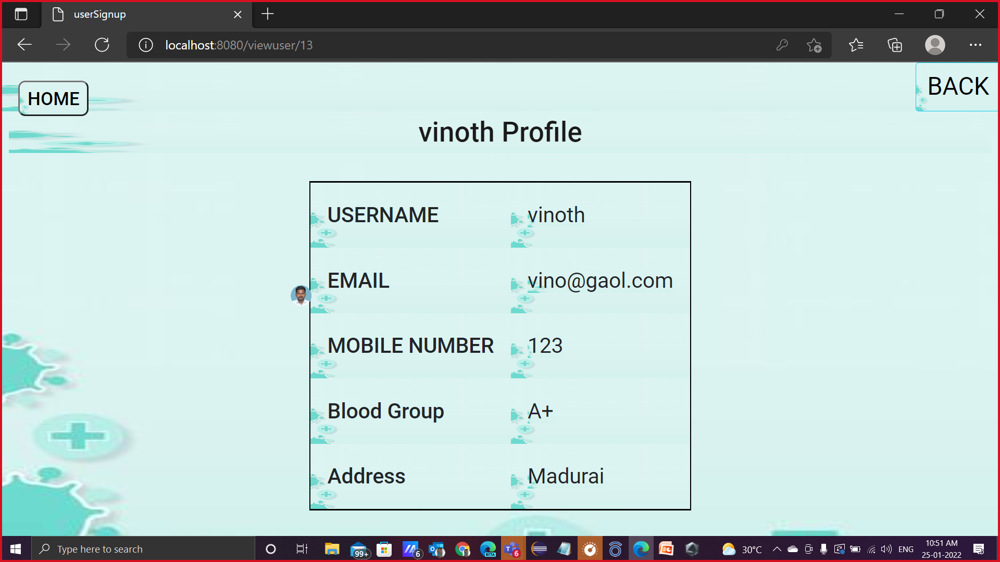 userSignup
localhost:8080/viewuser/13
HOME
BACK
vinoth Profile
USERNAME vinoth
EMAIL vino@gaol.com
MOBILE NUMBER 123
Blood Group A+
Address Madurai
Type here to search
99+
6
BETA
6
30°C
ENG
10:51 AM
25-01-2022